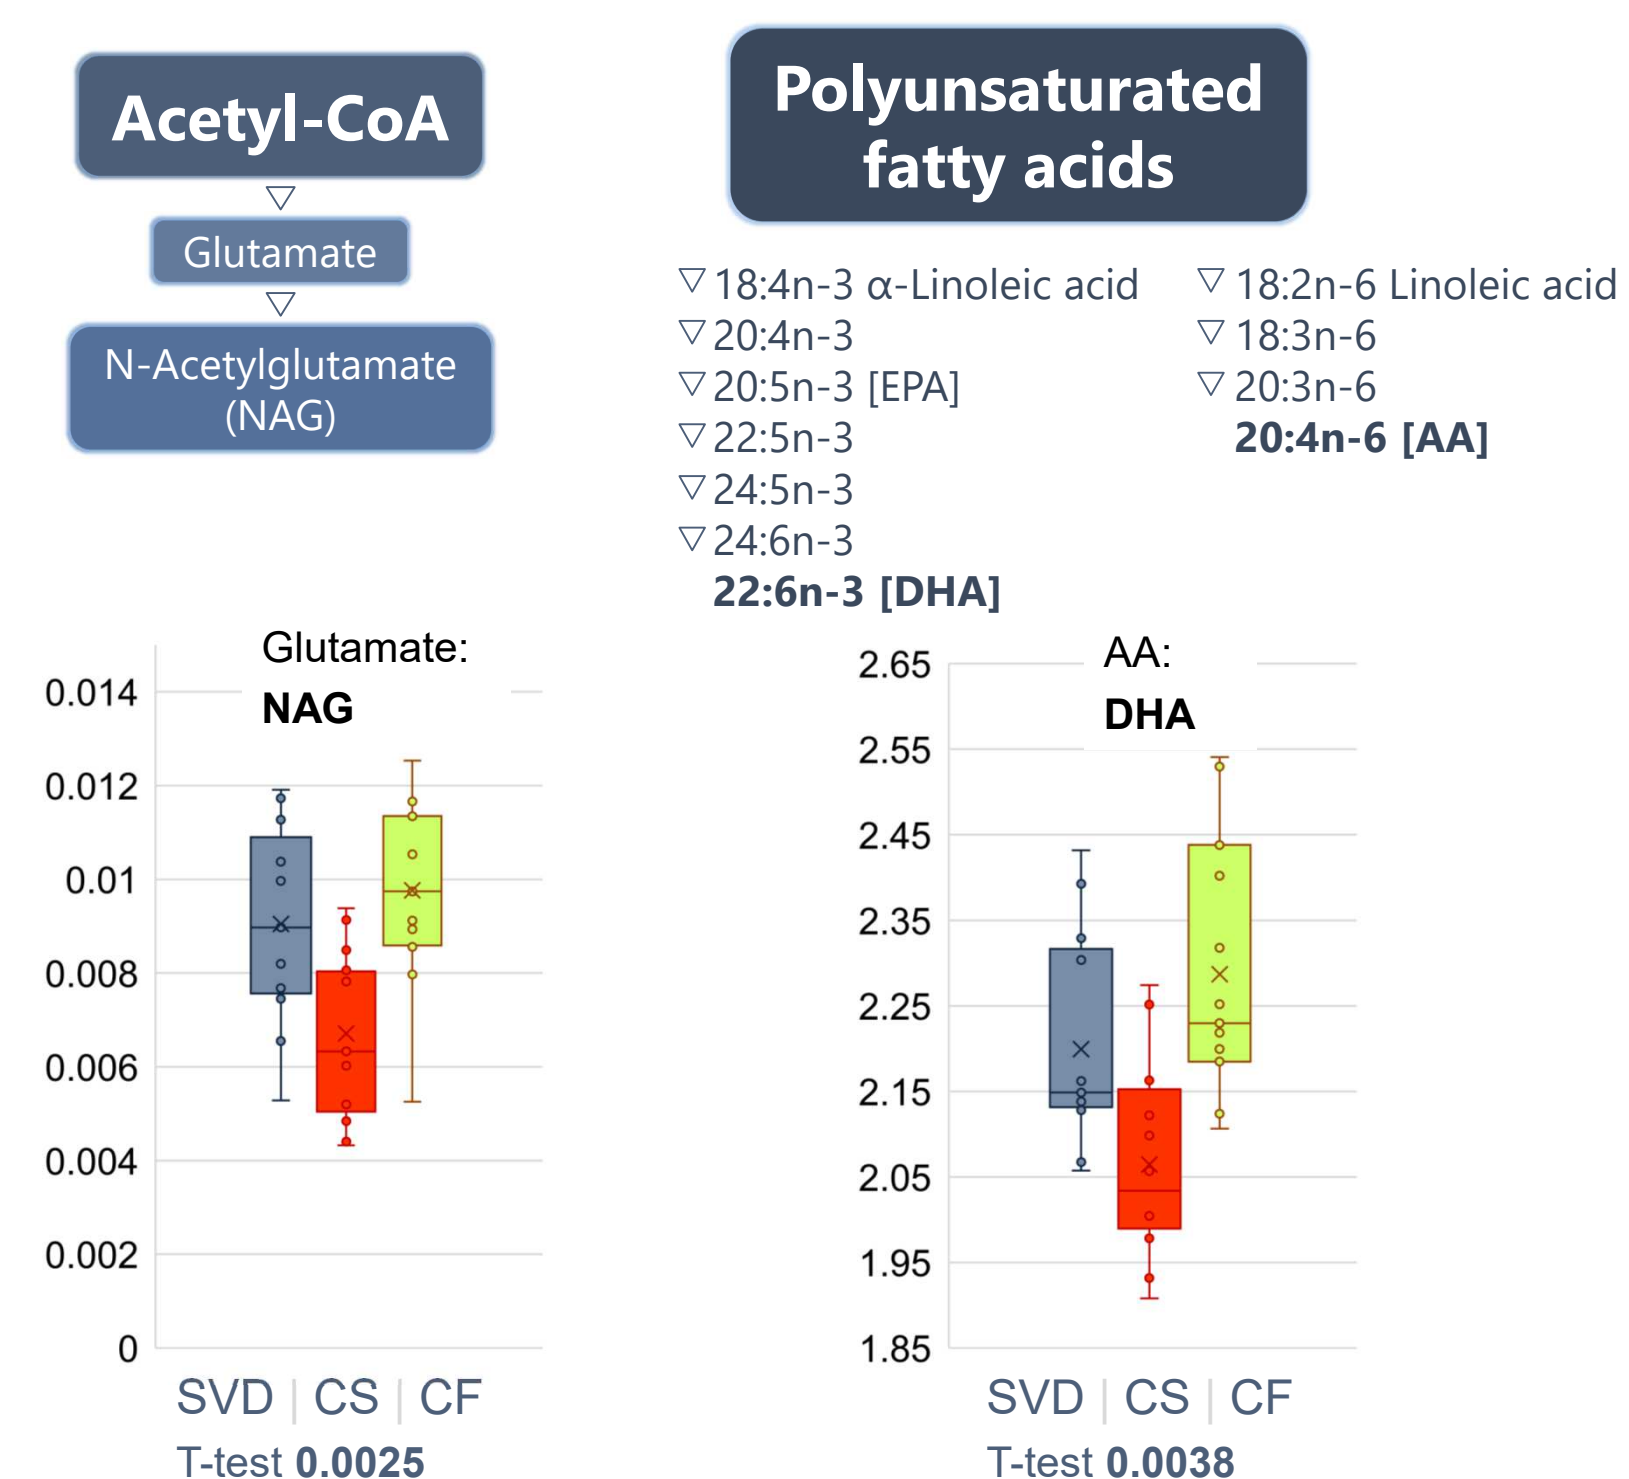 Acetyl-CoA
Glutamate
N-Acetylglutamate
(NAG)
Polyunsaturated
fatty acids
18:4n-3 α-Linoleic acid
20:4n-3
20:5n-3 [EPA]
22:5n-3
24:5n-3
24:6n-3
22:6n-3 [DHA]
18:2n-6 Linoleic acid
18:3n-6
20:3n-6
20:4n-6 [AA]
Glutamate:
NAG
0.014
0.012
0.01
0.008
0.006
0.004
0.002
0
SVD | CS | CF
T-test 0.0025
AA:
DHA
2.65
2.55
2.45
2.35
2.25
2.15
2.05
1.95
1.85
SVD | CS | CF
T-test 0.0038